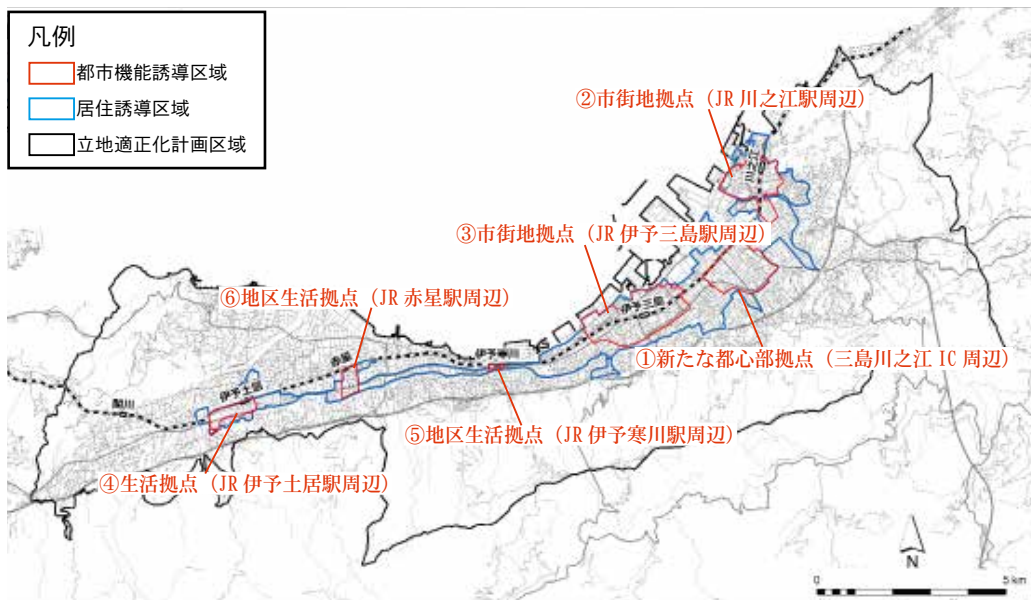 凡例
都市機能誘導区域
居住誘導区域
立地適正化計画区域
②市街地拠点（JR 川之江駅周辺）
川之江
③市街地拠点（JR 伊予三島駅周辺）
⑥地区生活拠点（JR 赤星駅周辺）
伊予三島
①新たな都心部拠点（三島川之江 IC 周辺）
赤星
伊予寒川
伊予土居
関川
⑤地区生活拠点（JR 伊予寒川駅周辺）
④生活拠点（JR 伊予土居駅周辺）
N
0
5 km